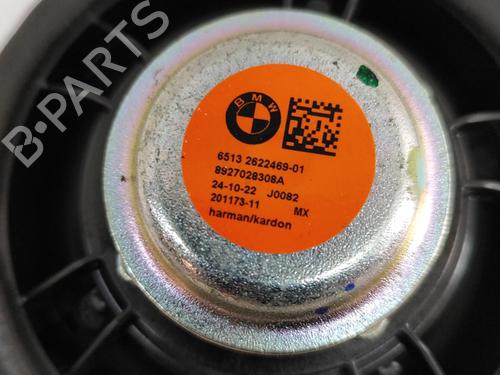 B-PARTS
BMW
6513 2622469-01
8927028308A
24-10-22 J0082
201173-11 MX
harman/kardon